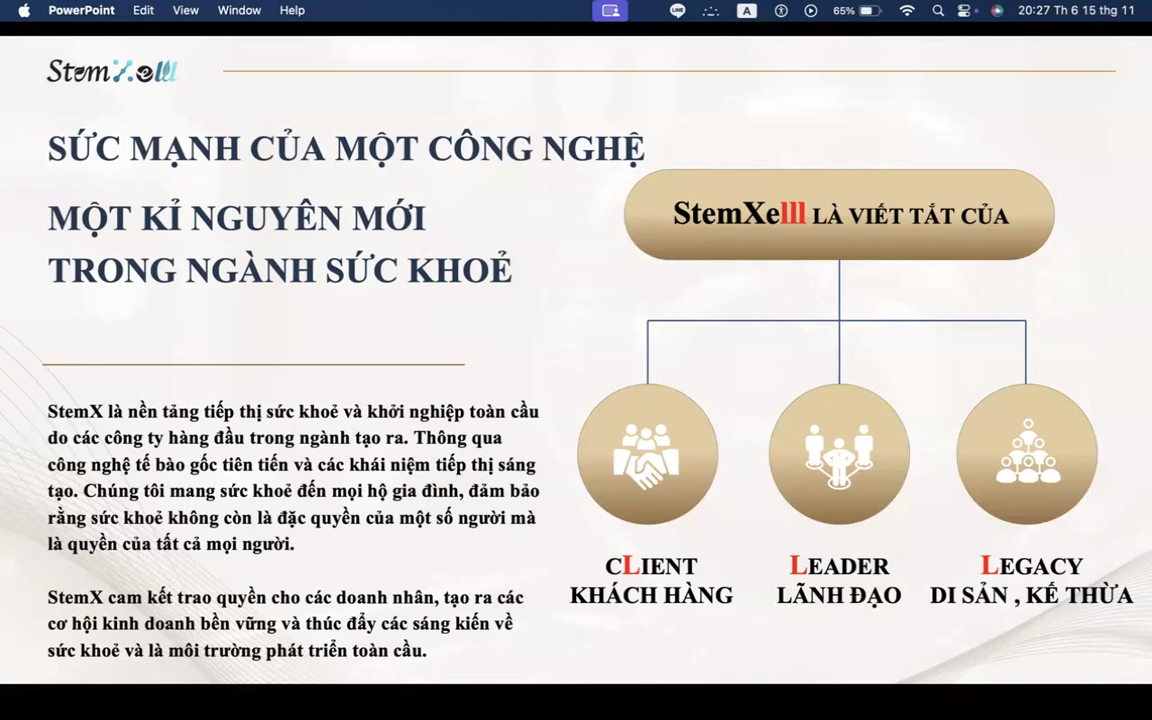 PowerPoint Edit View Window Help
LINE A 65% 20:27 Th 6 15 thg 11
StemXelll
SỨC MẠNH CỦA MỘT CÔNG NGHỆ
MỘT KỈ NGUYÊN MỚI
TRONG NGÀNH SỨC KHOẺ
StemX là nền tảng tiếp thị sức khoẻ và khởi nghiệp toàn cầu
do các công ty hàng đầu trong ngành tạo ra. Thông qua
công nghệ tế bào gốc tiên tiến và các khái niệm tiếp thị sáng
tạo. Chúng tôi mang sức khoẻ đến mọi hộ gia đình, đảm bảo
rằng sức khoẻ không còn là đặc quyền của một số người mà
là quyền của tất cả mọi người.
StemX cam kết trao quyền cho các doanh nhân, tạo ra các
cơ hội kinh doanh bền vững và thúc đẩy các sáng kiến về
sức khoẻ và là môi trường phát triển toàn cầu.
StemXelll LÀ VIẾT TẮT CỦA
CLIENT
KHÁCH HÀNG
LEADER
LÃNH ĐẠO
LEGACY
DI SẢN , KẾ THỪA